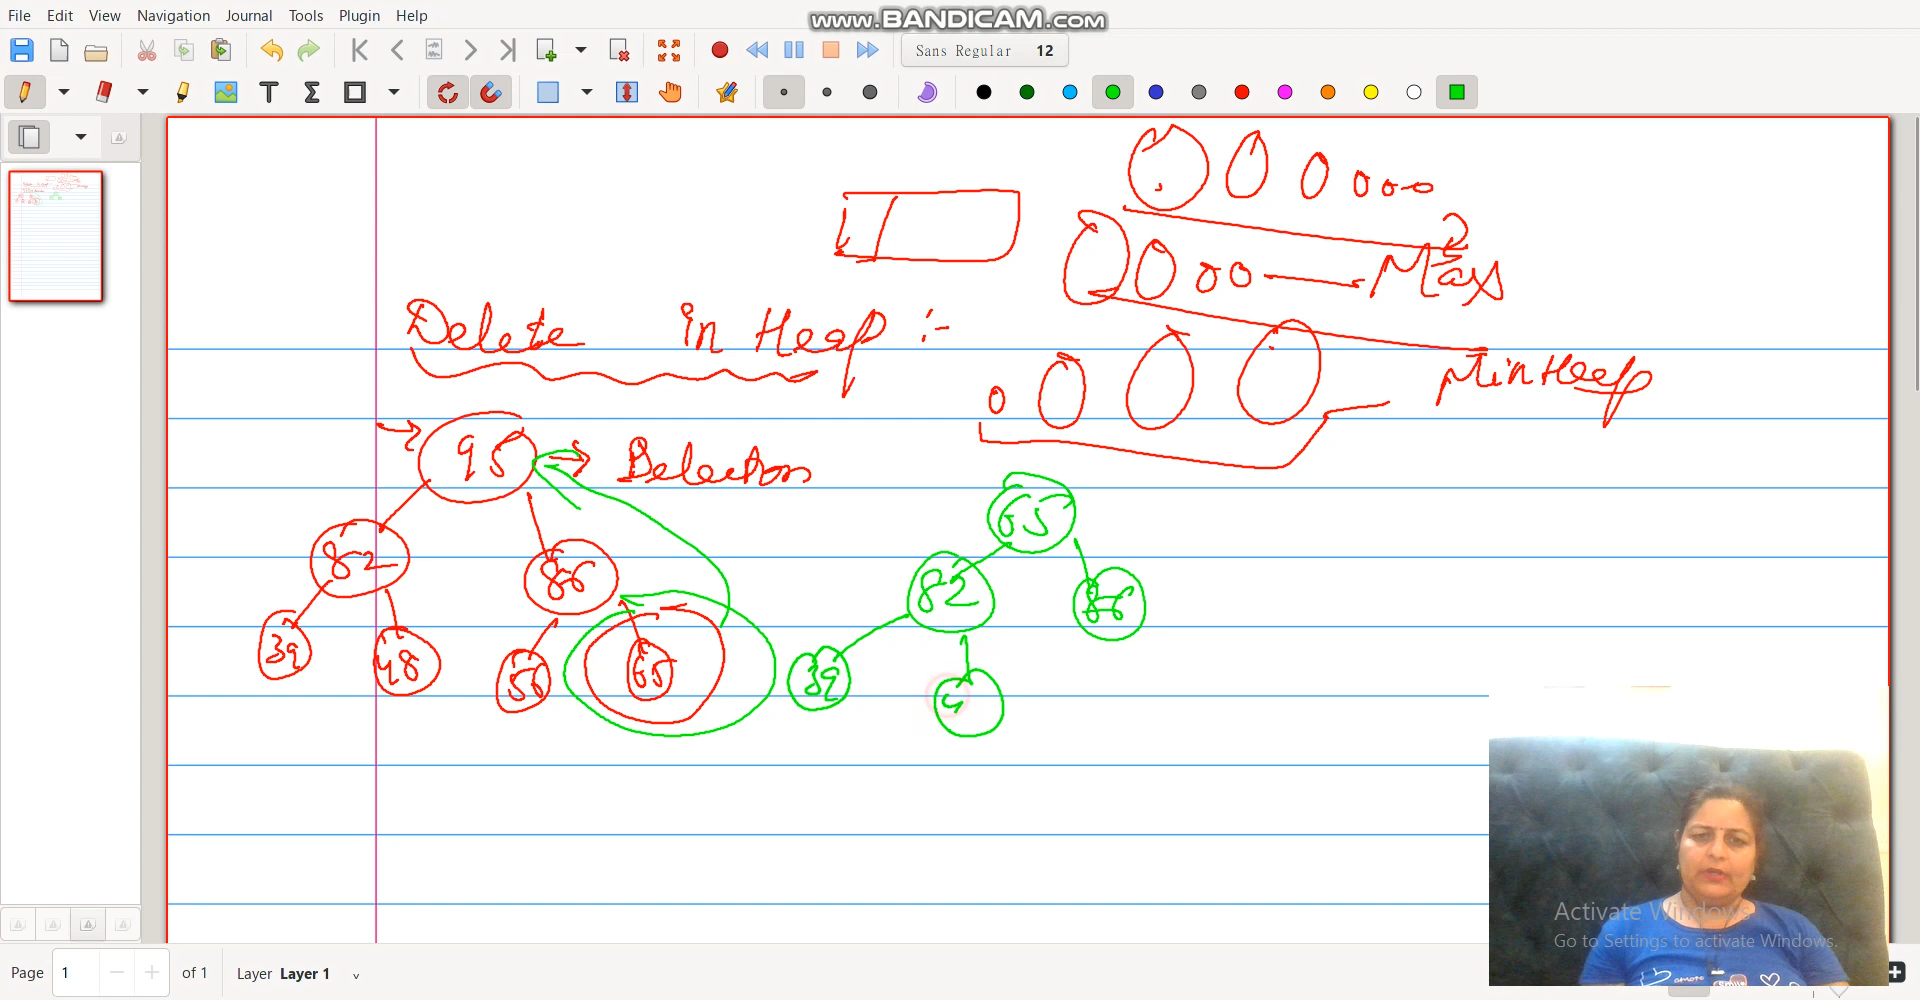 File Edit View Navigation Journal Tools Plugin Help
www.BANDICAM.com
Sans Regular 12
Max
Delete in Heap :-
Min Heap
95
Deletion
65
82 86
82 86
39 48 56 65
39 4
Activate Windows
Go to Settings to activate Windows.
Page 1 of 1 Layer Layer 1